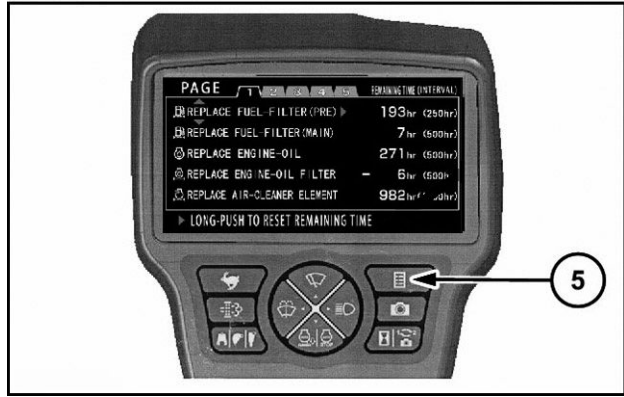 PAGE 1 2 3 4 5 REMAINING TIME (INTERVAL)
REPLACE FUEL-FILTER(PRE) 193hr (250hr)
REPLACE FUEL-FILTER(MAIN) 7hr (500hr)
REPLACE ENGINE-OIL 271hr (500hr)
REPLACE ENGINE-OIL FILTER - 6hr (500h
REPLACE AIR-CLEANER ELEMENT 982hr
LONG-PUSH TO RESET REMAINING TIME
5